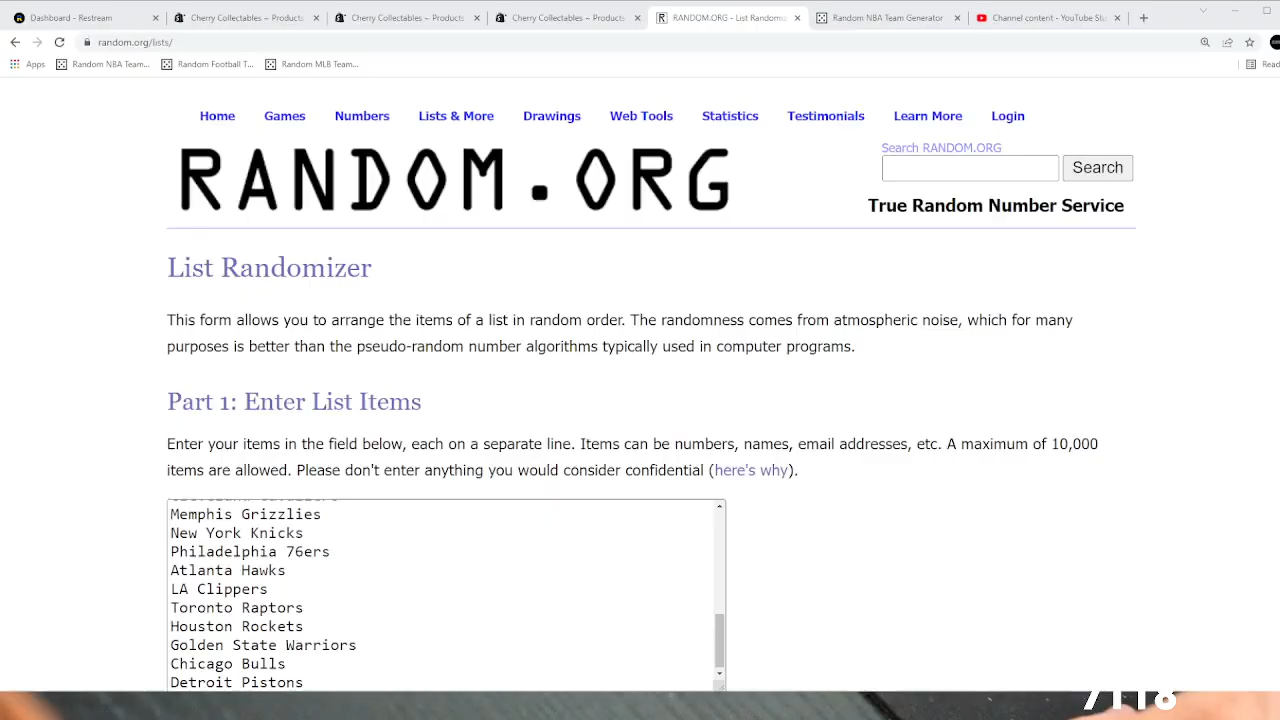 Dashboard - Restream
Cherry Collectables ~ Products
Cherry Collectables ~ Products
Cherry Collectables ~ Products
RANDOM.ORG - List Randomiz
Random NBA Team Generator
Channel content - YouTube Stu
random.org/lists/
Apps
Random NBA Team...
Random Football T...
Random MLB Team...
Read
Home
Games
Numbers
Lists & More
Drawings
Web Tools
Statistics
Testimonials
Learn More
Login
Search RANDOM.ORG
RANDOM.ORG
Search
True Random Number Service
List Randomizer
This form allows you to arrange the items of a list in random order. The randomness comes from atmospheric noise, which for many
purposes is better than the pseudo-random number algorithms typically used in computer programs.
Part 1: Enter List Items
Enter your items in the field below, each on a separate line. Items can be numbers, names, email addresses, etc. A maximum of 10,000
items are allowed. Please don't enter anything you would consider confidential (here's why).
Memphis Grizzlies
New York Knicks
Philadelphia 76ers
Atlanta Hawks
LA Clippers
Toronto Raptors
Houston Rockets
Golden State Warriors
Chicago Bulls
Detroit Pistons